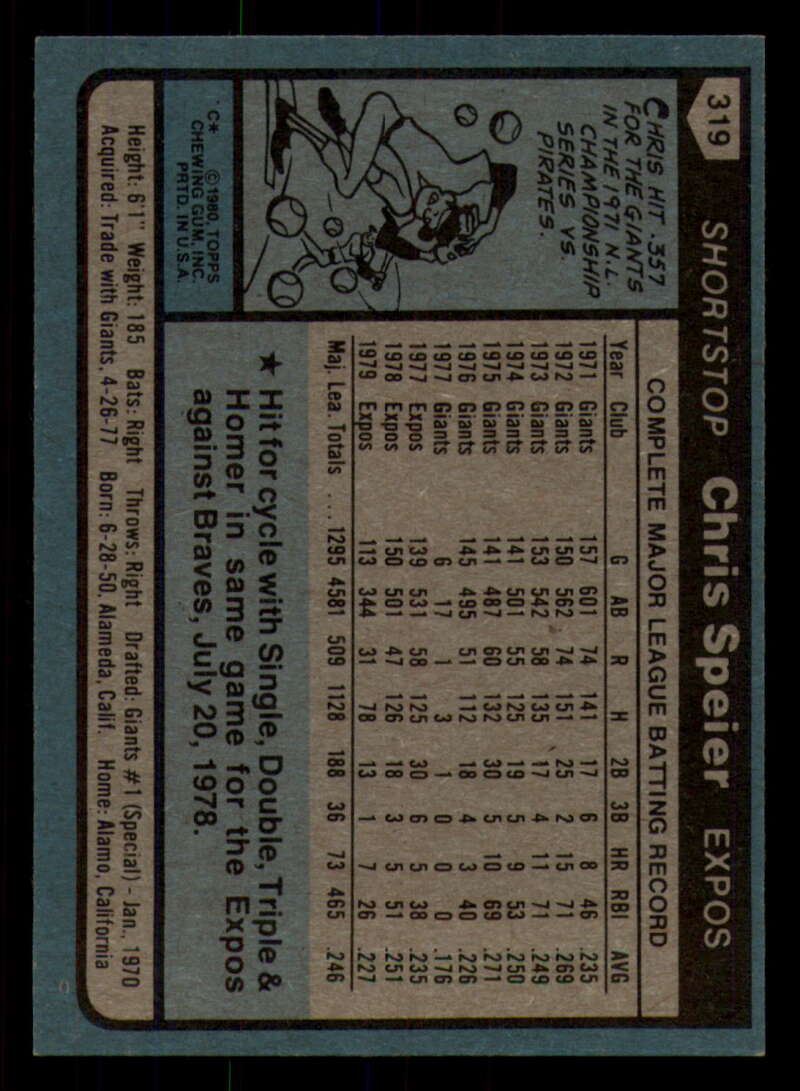 319
SHORTSTOP Chris Speier EXPOS
CHRIS HIT .357
FOR THE GIANTS
IN THE 1971 N.L.
CHAMPIONSHIP
SERIES VS.
PIRATES.
C* © 1980 TOPPS
CHEWING GUM, INC.
PRTD. IN U.S.A.
COMPLETE MAJOR LEAGUE BATTING RECORD
Year Club G AB R H 2B 3B HR RBI AVG
1971 Giants 157 601 74 141 17 6 8 46 .235
1972 Giants 150 562 74 151 25 2 15 71 .269
1973 Giants 153 542 58 135 17 4 11 71 .249
1974 Giants 141 501 55 125 19 5 9 53 .250
1975 Giants 141 487 60 132 30 5 10 69 .271
1976 Giants 145 495 51 112 18 4 3 40 .226
1977 Giants 6 17 1 3 1 0 0 0 .176
1977 Expos 139 531 58 125 30 6 5 38 .235
1978 Expos 150 501 47 126 18 3 5 51 .251
1979 Expos 113 344 31 78 13 1 7 26 .227
Maj. Lea. Totals ... 1295 4581 509 1128 188 36 73 465 .246
★ Hit for cycle with Single, Double, Triple &
Homer in same game for the Expos
against Braves, July 20, 1978.
Height: 6'1" Weight: 185 Bats: Right Throws: Right Drafted: Giants #1 (Special) - Jan., 1970
Acquired: Trade with Giants, 4-26-77 Born: 6-28-50, Alameda, Calif. Home: Alamo, California